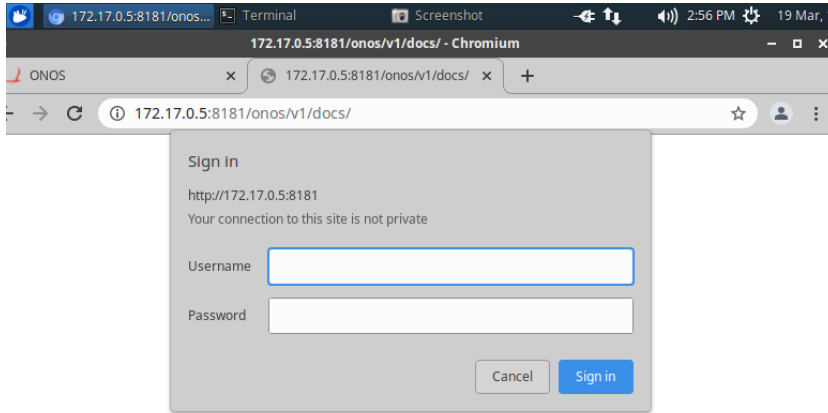 172.17.0.5:8181/onos... Terminal Screenshot 2:56 PM 19 Mar,
172.17.0.5:8181/onos/v1/docs/ - Chromium
ONOS 172.17.0.5:8181/onos/v1/docs/
172.17.0.5:8181/onos/v1/docs/
Sign in
http://172.17.0.5:8181
Your connection to this site is not private
Username
Password
Cancel Sign in